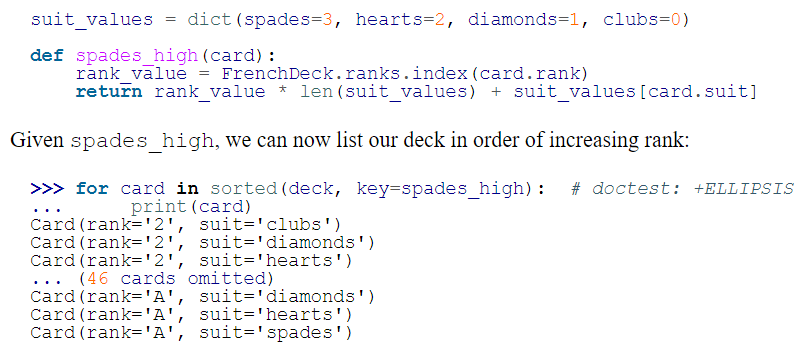 suit_values = dict(spades=3, hearts=2, diamonds=1, clubs=0)
def spades_high(card):
    rank_value = FrenchDeck.ranks.index(card.rank)
    return rank_value * len(suit_values) + suit_values[card.suit]
Given spades_high, we can now list our deck in order of increasing rank:
>>> for card in sorted(deck, key=spades_high):  # doctest: +ELLIPSIS
...      print(card)
Card(rank='2', suit='clubs')
Card(rank='2', suit='diamonds')
Card(rank='2', suit='hearts')
... (46 cards omitted)
Card(rank='A', suit='diamonds')
Card(rank='A', suit='hearts')
Card(rank='A', suit='spades')